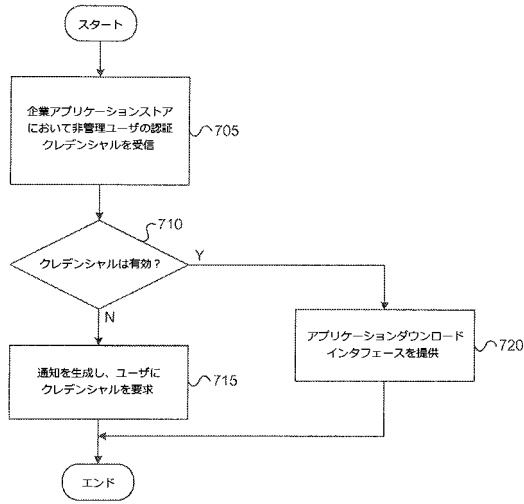 スタート
企業アプリケーションストア
において非管理ユーザの認証
クレデンシャルを受信
705
710
クレデンシャルは有効？
Y
N
通知を生成し、ユーザに
クレデンシャルを要求
715
アプリケーションダウンロード
インタフェースを提供
720
エンド